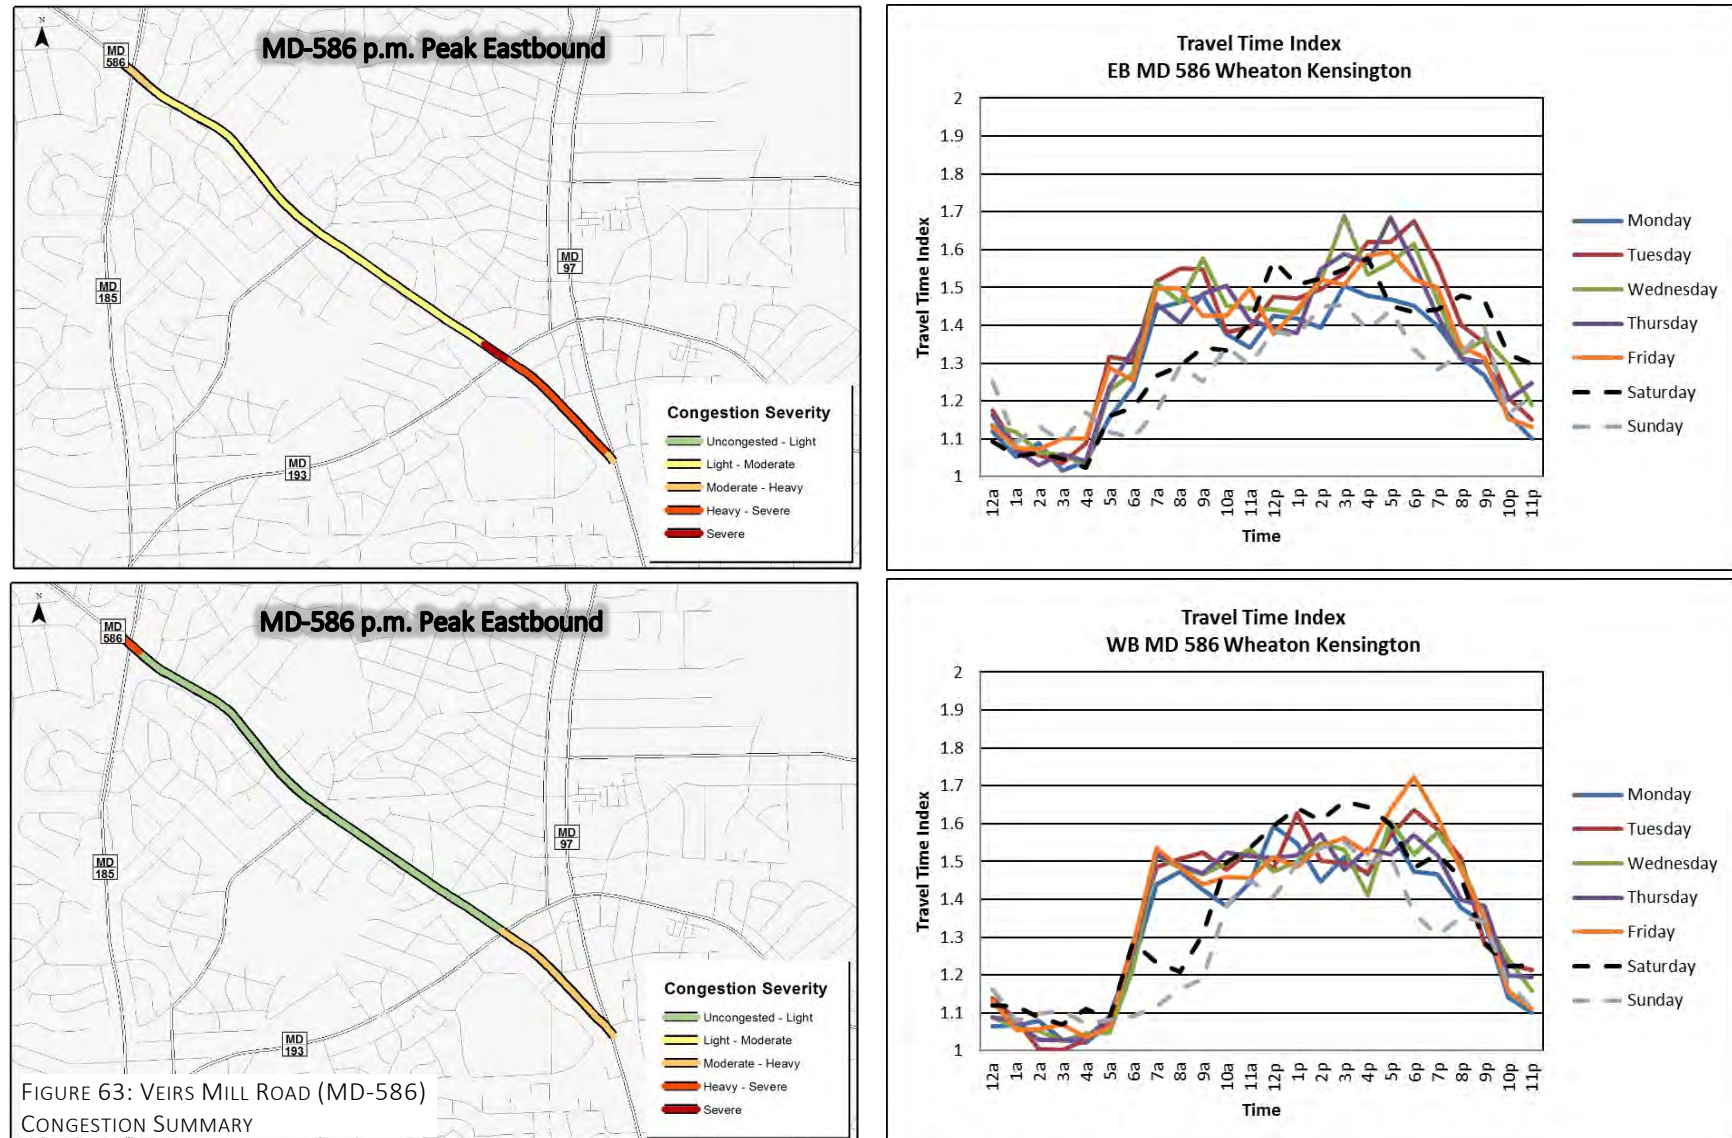 N
MD-586 p.m. Peak Eastbound
MD
586
MD
97
MD
185
MD
193
Congestion Severity
Uncongested - Light
Light - Moderate
Moderate - Heavy
Heavy - Severe
Severe
Travel Time Index
EB MD 586 Wheaton Kensington
Travel Time Index
2
1.9
1.8
1.7
1.6
1.5
1.4
1.3
1.2
1.1
1
12a 1a 2a 3a 4a 5a 6a 7a 8a 9a 10a 11a 12p 1p 2p 3p 4p 5p 6p 7p 8p 9p 10p 11p
Time
Monday
Tuesday
Wednesday
Thursday
Friday
Saturday
Sunday
N
MD-586 p.m. Peak Eastbound
MD
586
MD
97
MD
185
MD
193
Congestion Severity
Uncongested - Light
Light - Moderate
Moderate - Heavy
Heavy - Severe
Severe
FIGURE 63: VEIRS MILL ROAD (MD-586)
CONGESTION SUMMARY
Travel Time Index
WB MD 586 Wheaton Kensington
Travel Time Index
2
1.9
1.8
1.7
1.6
1.5
1.4
1.3
1.2
1.1
1
12a 1a 2a 3a 4a 5a 6a 7a 8a 9a 10a 11a 12p 1p 2p 3p 4p 5p 6p 7p 8p 9p 10p 11p
Time
Monday
Tuesday
Wednesday
Thursday
Friday
Saturday
Sunday